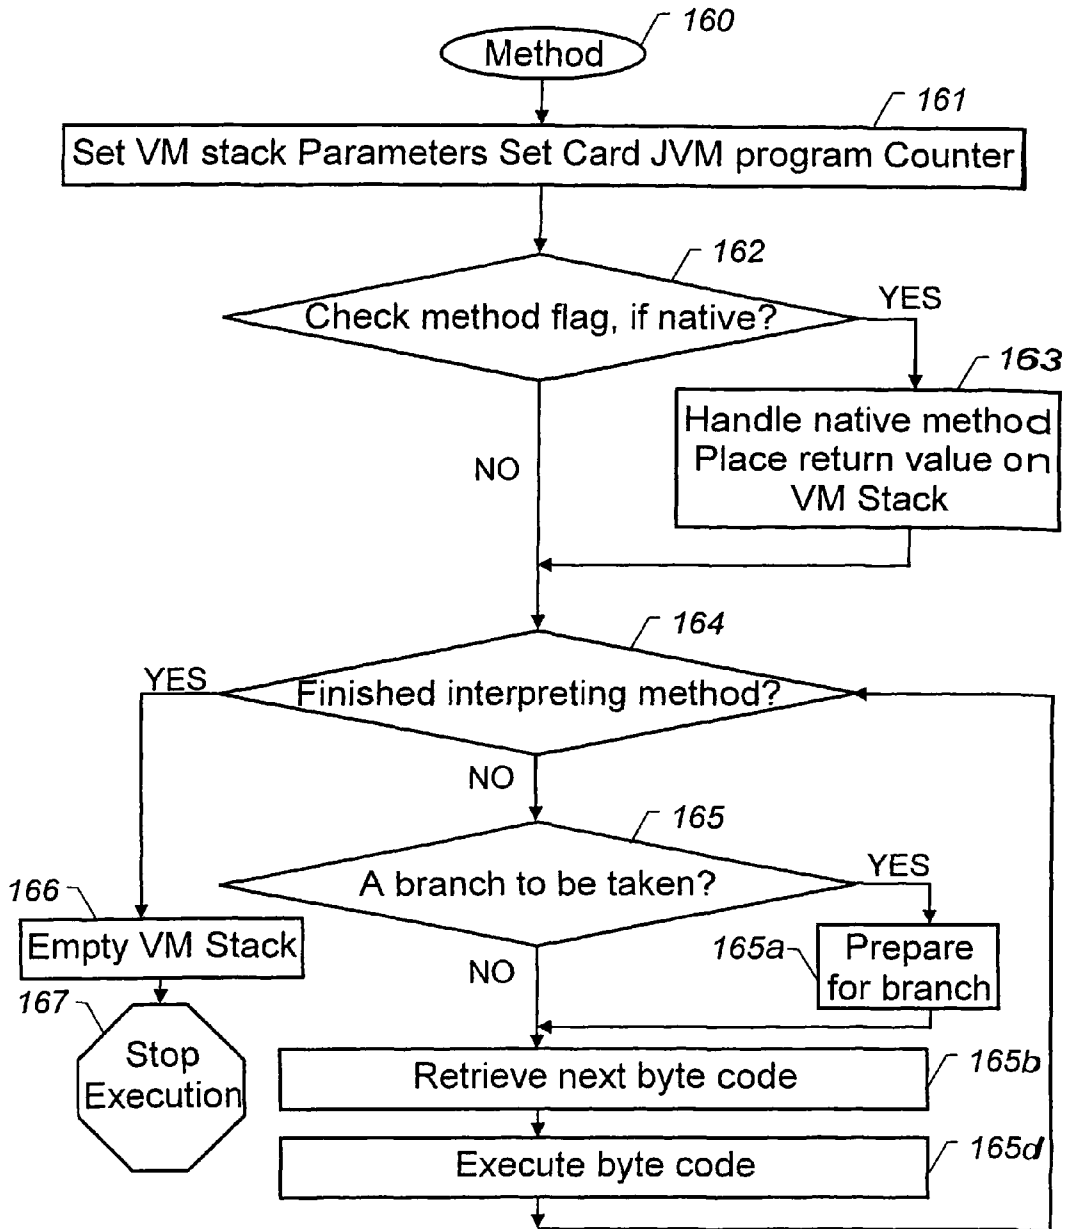 Method
160
161
Set VM stack Parameters Set Card JVM program Counter
162
Check method flag, if native?
YES
163
Handle native method
Place return value on
VM Stack
NO
164
YES
Finished interpreting method?
NO
165
A branch to be taken?
YES
166
Empty VM Stack
165a
Prepare
for branch
NO
167
Stop
Execution
Retrieve next byte code
165b
Execute byte code
165d